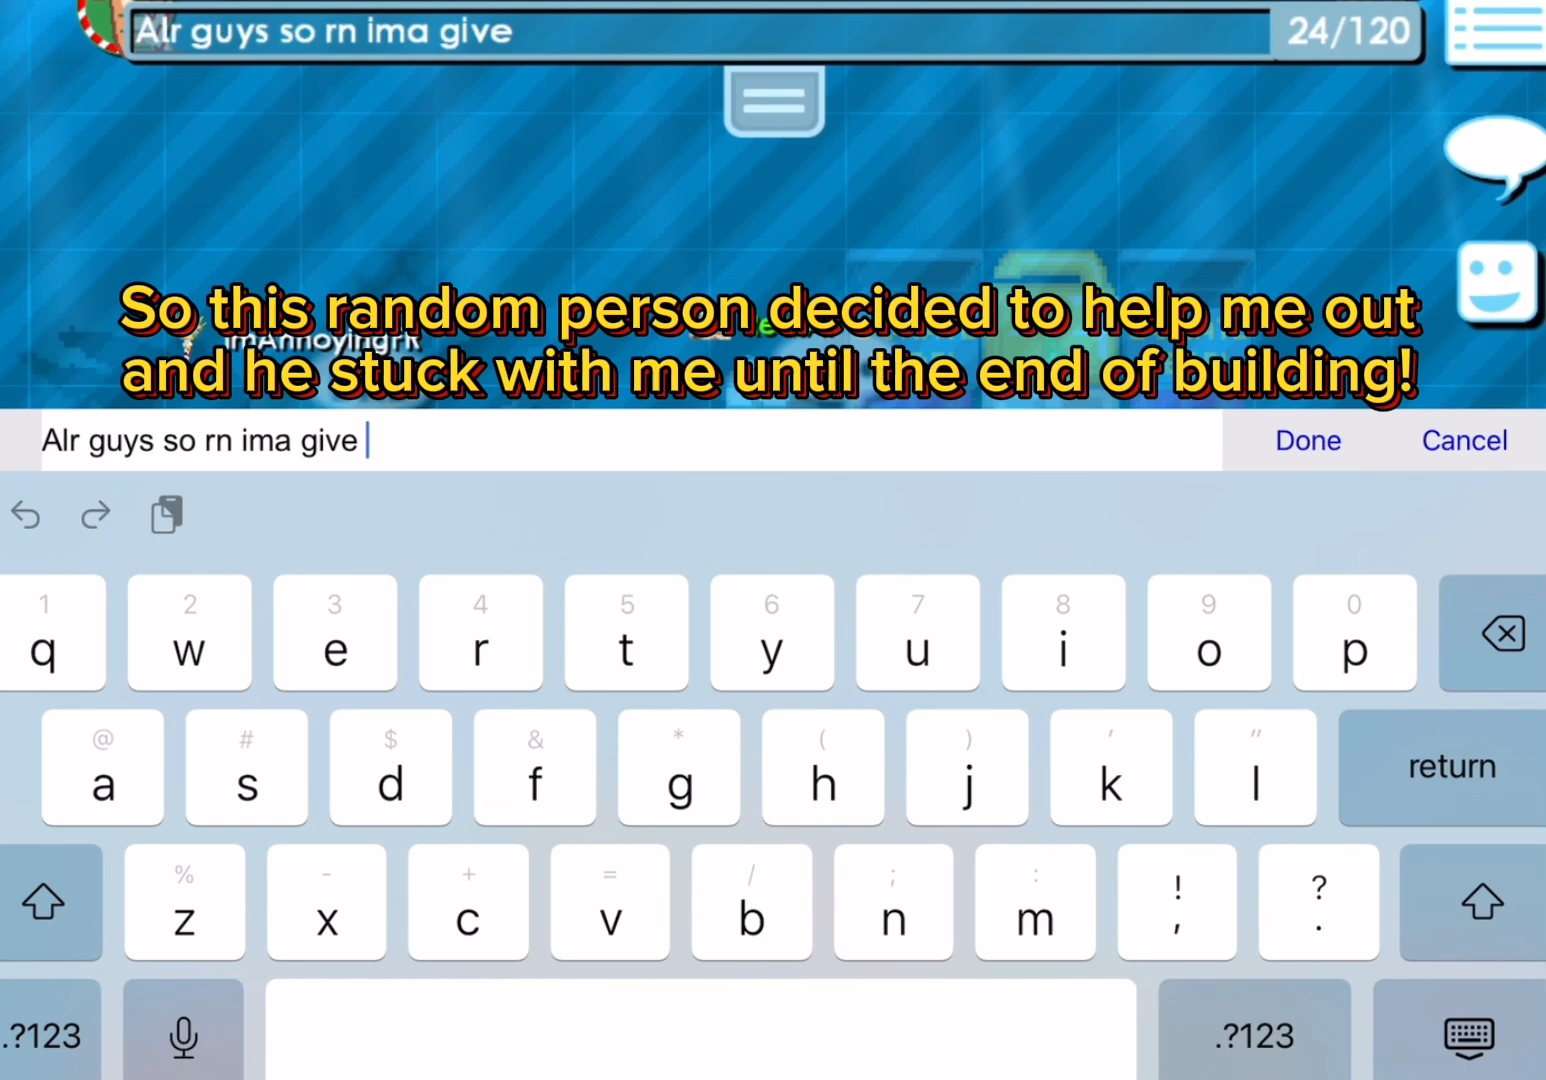 Alr guys so rn ima give
24/120
So this random person decided to help me out
and he stuck with me until the end of building!
Alr guys so rn ima give
Done
Cancel
1 2 3 4 5 6 7 8 9 0
q w e r t y u i o p
@ # $ & * ( ) ' "
a s d f g h j k l
return
% - + = / ; : ! ?
z x c v b n m , .
.?123
.?123